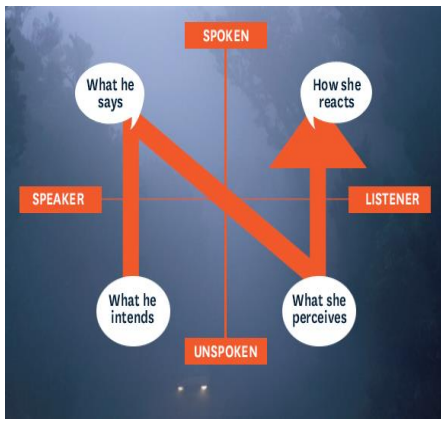 SPOKEN
What he
says
How she
reacts
SPEAKER
LISTENER
What he
intends
What she
perceives
UNSPOKEN